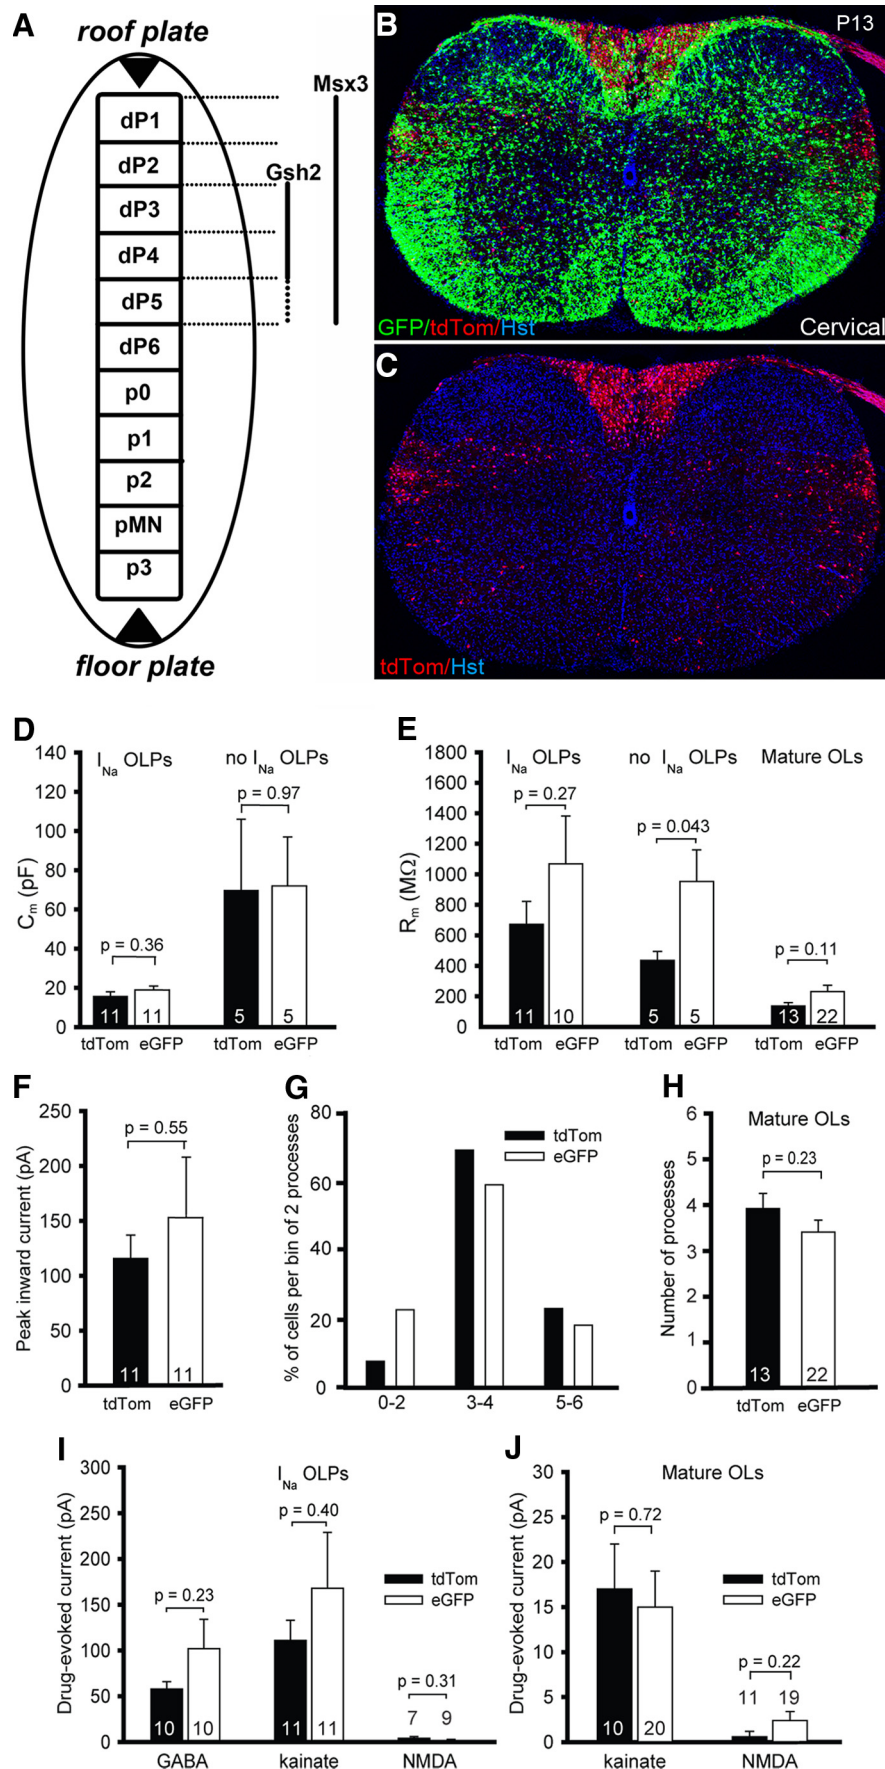 A
roof plate
Msx3
Gsh2
dP1
dP2
dP3
dP4
dP5
dP6
p0
p1
p2
pMN
p3
floor plate
B
P13
GFP/tdTom/Hst
Cervical
C
tdTom/Hst
D
INa OLPs
no INa OLPs
Cm (pF)
140
120
100
80
60
40
20
0
p = 0.36
p = 0.97
11
11
5
5
tdTom
eGFP
tdTom
eGFP
E
INa OLPs
no INa OLPs
Mature OLs
Rm (MΩ)
1800
1600
1400
1200
1000
800
600
400
200
0
p = 0.27
p = 0.043
p = 0.11
11
10
5
5
13
22
tdTom
eGFP
tdTom
eGFP
tdTom
eGFP
F
Peak inward current (pA)
250
200
150
100
50
0
p = 0.55
11
11
tdTom
eGFP
G
% of cells per bin of 2 processes
80
60
40
20
0
tdTom
eGFP
0-2
3-4
5-6
H
Mature OLs
Number of processes
6
5
4
3
2
1
0
p = 0.23
13
22
tdTom
eGFP
I
INa OLPs
Drug-evoked current (pA)
300
250
200
150
100
50
0
p = 0.23
p = 0.40
p = 0.31
tdTom
eGFP
10
10
11
11
7
9
GABA
kainate
NMDA
J
Mature OLs
Drug-evoked current (pA)
30
25
20
15
10
5
0
p = 0.72
p = 0.22
tdTom
eGFP
10
20
11
19
kainate
NMDA